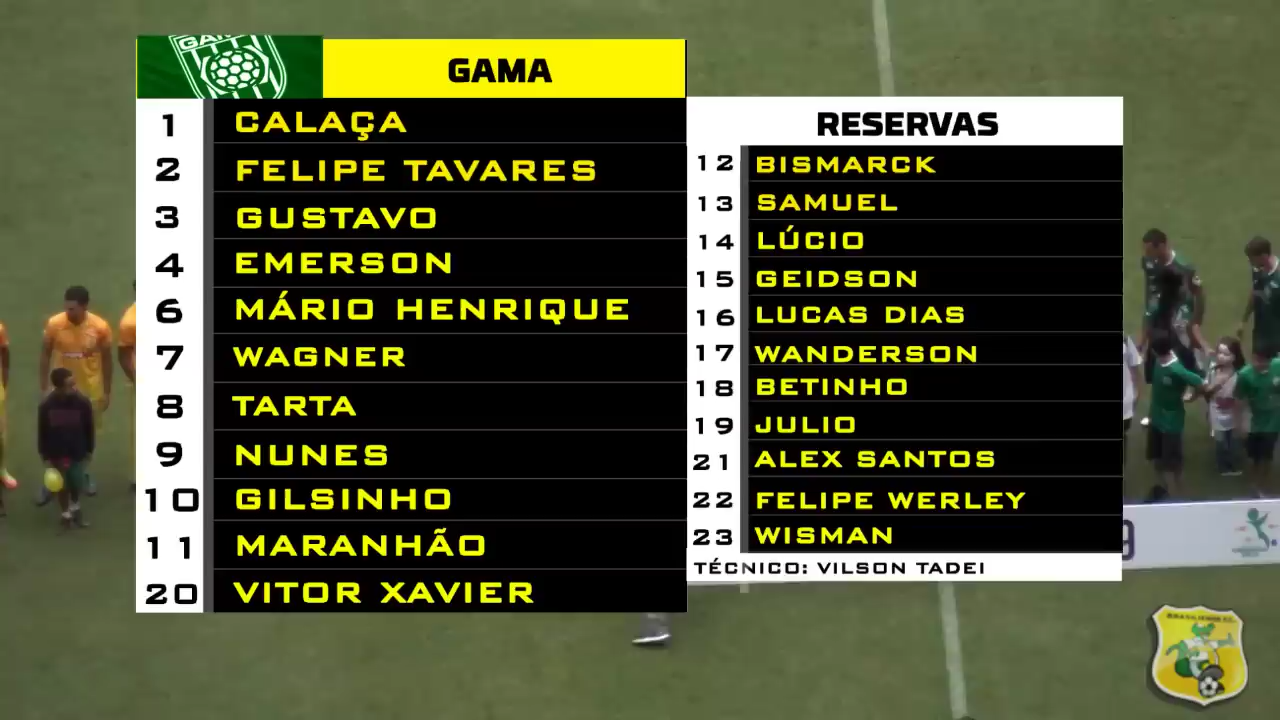 GAMA
1 CALAÇA
2 FELIPE TAVARES
3 GUSTAVO
4 EMERSON
6 MÁRIO HENRIQUE
7 WAGNER
8 TARTA
9 NUNES
10 GILSINHO
11 MARANHÃO
20 VITOR XAVIER
RESERVAS
12 BISMARCK
13 SAMUEL
14 LÚCIO
15 GEIDSON
16 LUCAS DIAS
17 WANDERSON
18 BETINHO
19 JULIO
21 ALEX SANTOS
22 FELIPE WERLEY
23 WISMAN
TÉCNICO: VILSON TADEI
BRASILIENSE F.C.